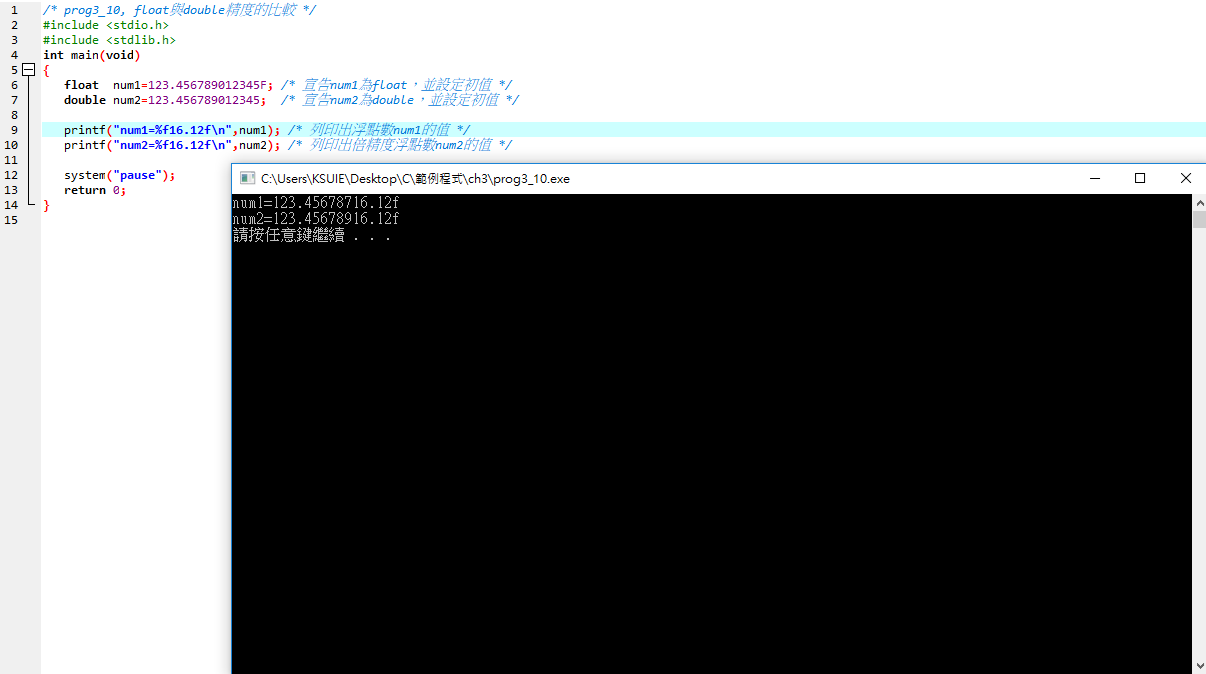 1 /* prog3_10, float與double精度的比較 */
2 #include <stdio.h>
3 #include <stdlib.h>
4 int main(void)
5 {
6 float num1=123.456789012345F; /* 宣告num1為float，並設定初值 */
7 double num2=123.456789012345; /* 宣告num2為double，並設定初值 */
8
9 printf("num1=%f16.12f\n",num1); /* 列印出浮點數num1的值 */
10 printf("num2=%f16.12f\n",num2); /* 列印出倍精度浮點數num2的值 */
11
12 system("pause");
13 return 0;
14 }
15
C:\Users\KSUIE\Desktop\C\範例程式\ch3\prog3_10.exe
num1=123.45678716.12f
num2=123.45678916.12f
請按任意鍵繼續 . . .